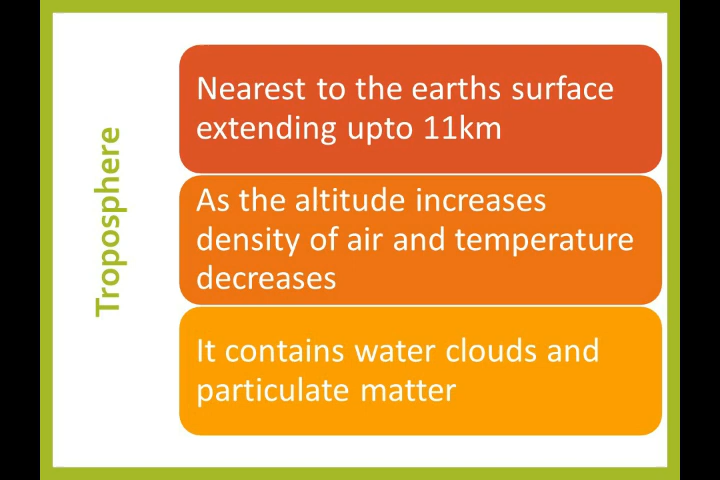 Troposphere
Nearest to the earths surface
extending upto 11km
As the altitude increases
density of air and temperature
decreases
It contains water clouds and
particulate matter